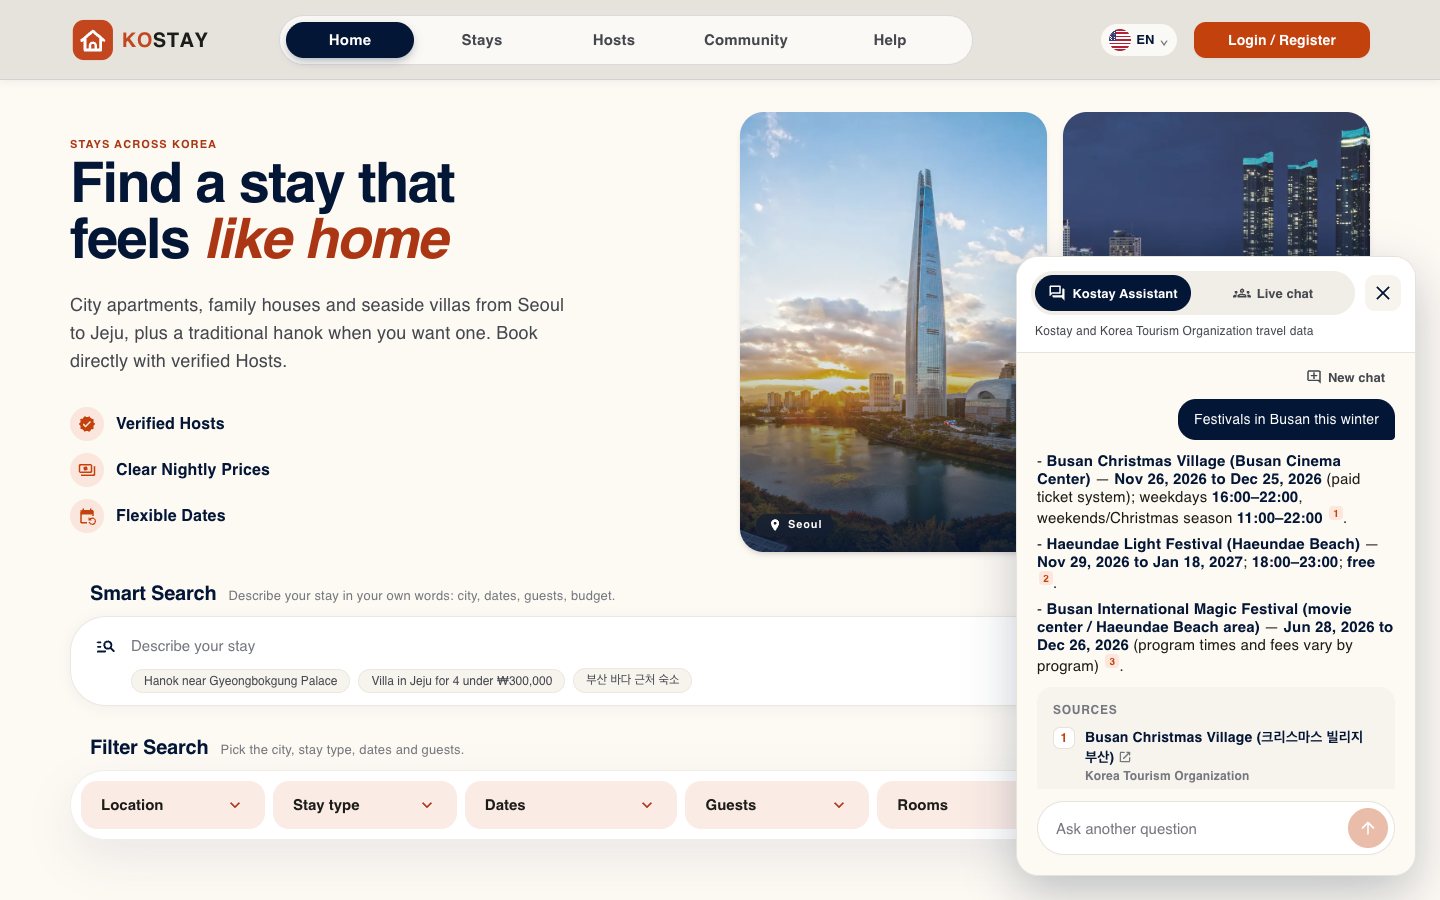 KOSTAY
Home
Stays
Hosts
Community
Help
EN
Login / Register
STAYS ACROSS KOREA
Find a stay that
feels like home
City apartments, family houses and seaside villas from Seoul
to Jeju, plus a traditional hanok when you want one. Book
directly with verified Hosts.
Verified Hosts
Clear Nightly Prices
Flexible Dates
Seoul
Smart Search Describe your stay in your own words: city, dates, guests, budget.
Describe your stay
Hanok near Gyeongbokgung Palace
Villa in Jeju for 4 under ₩300,000
부산 바다 근처 숙소
Filter Search Pick the city, stay type, dates and guests.
Location
Stay type
Dates
Guests
Rooms
Kostay Assistant
Live chat
Kostay and Korea Tourism Organization travel data
New chat
Festivals in Busan this winter
- Busan Christmas Village (Busan Cinema
Center) — Nov 26, 2026 to Dec 25, 2026 (paid
ticket system); weekdays 16:00–22:00,
weekends/Christmas season 11:00–22:00 1.
- Haeundae Light Festival (Haeundae Beach) —
Nov 29, 2026 to Jan 18, 2027; 18:00–23:00; free
2.
- Busan International Magic Festival (movie
center / Haeundae Beach area) — Jun 28, 2026 to
Dec 26, 2026 (program times and fees vary by
program) 3.
SOURCES
1 Busan Christmas Village (크리스마스 빌리지
부산)
Korea Tourism Organization
Ask another question